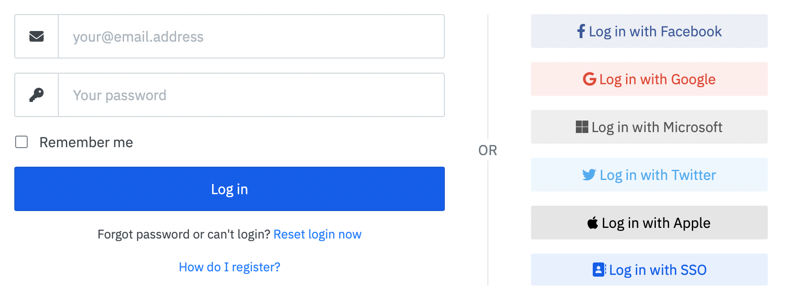 your@email.address
Your password
Remember me
Log in
Forgot password or can't login? Reset login now
How do I register?
OR
Log in with Facebook
Log in with Google
Log in with Microsoft
Log in with Twitter
Log in with Apple
Log in with SSO